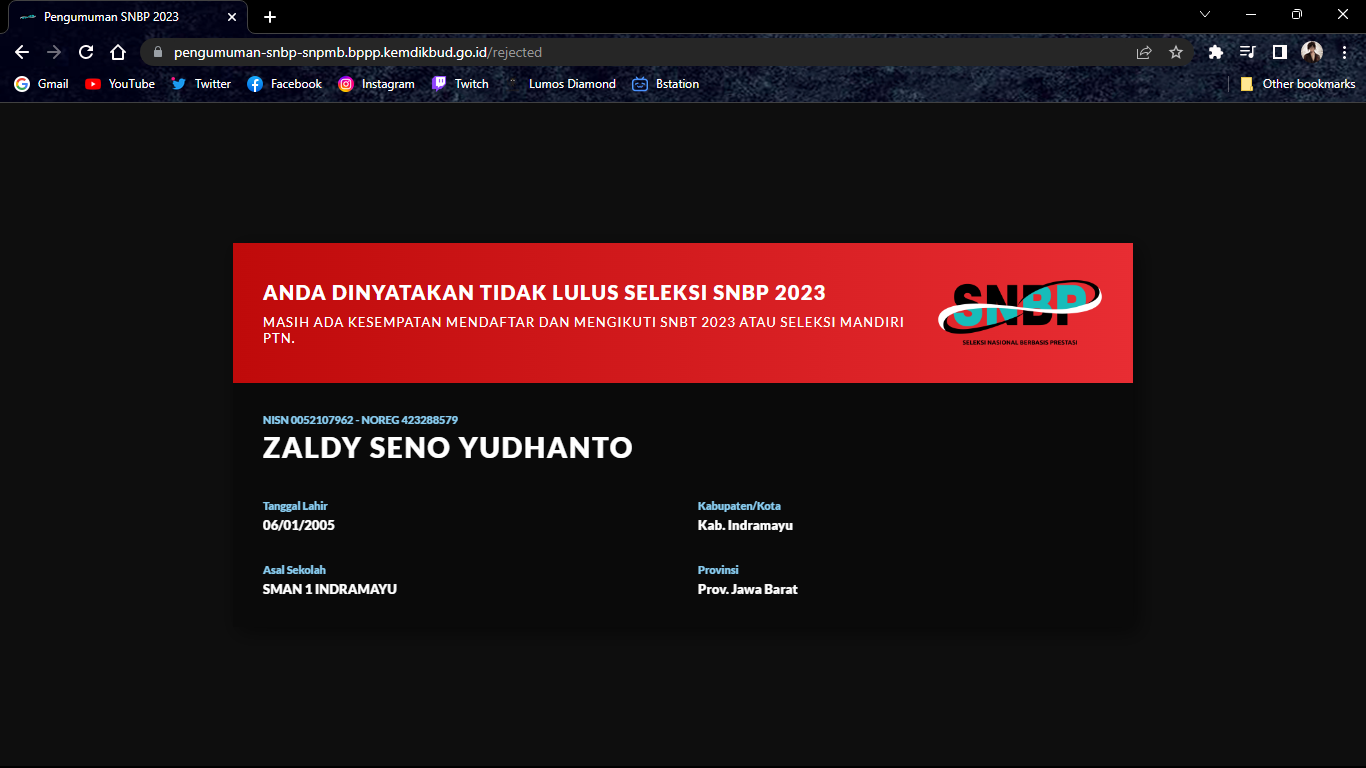 Pengumuman SNBP 2023
pengumuman-snbp-snpmb.bppp.kemdikbud.go.id/rejected
Gmail YouTube Twitter Facebook Instagram Twitch Lumos Diamond Bstation Other bookmarks
ANDA DINYATAKAN TIDAK LULUS SELEKSI SNBP 2023
MASIH ADA KESEMPATAN MENDAFTAR DAN MENGIKUTI SNBT 2023 ATAU SELEKSI MANDIRI
PTN.
SNBP
SELEKSI NASIONAL BERBASIS PRESTASI
NISN 0052107962 - NOREG 423288579
ZALDY SENO YUDHANTO
Tanggal Lahir
06/01/2005
Kabupaten/Kota
Kab. Indramayu
Asal Sekolah
SMAN 1 INDRAMAYU
Provinsi
Prov. Jawa Barat